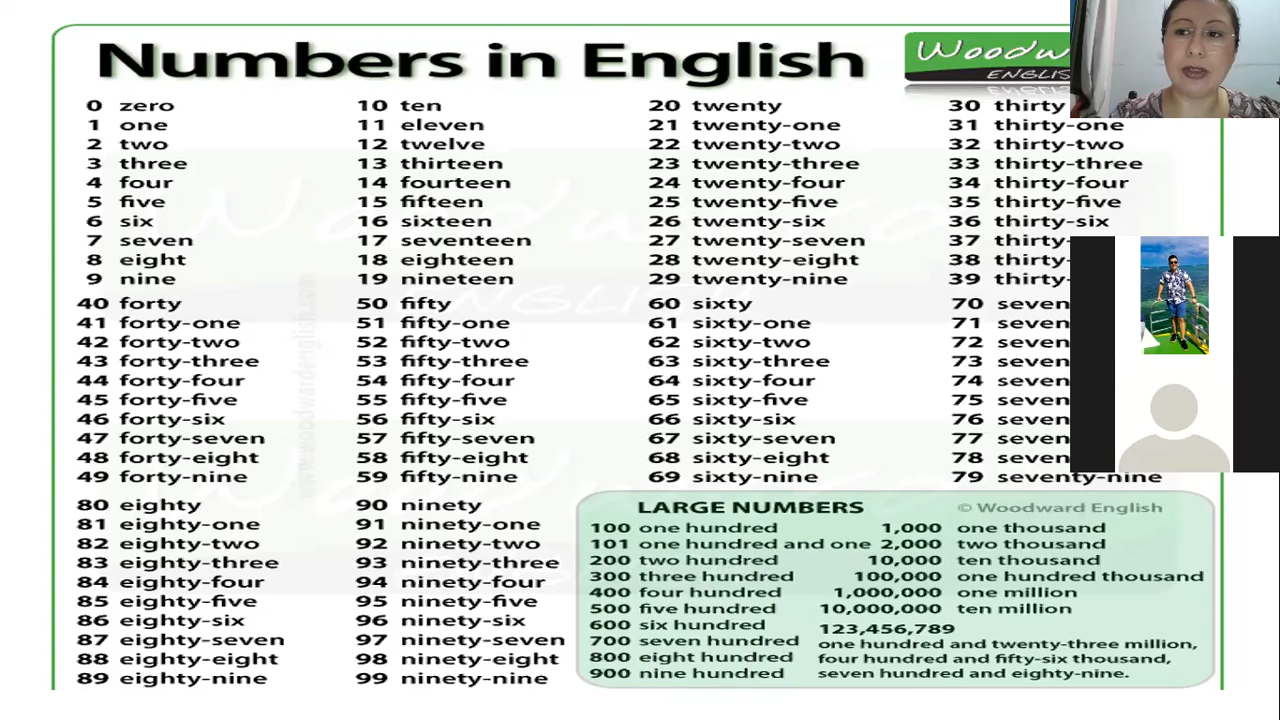 Numbers in English
0 zero
1 one
2 two
3 three
4 four
5 five
6 six
7 seven
8 eight
9 nine
10 ten
11 eleven
12 twelve
13 thirteen
14 fourteen
15 fifteen
16 sixteen
17 seventeen
18 eighteen
19 nineteen
20 twenty
21 twenty-one
22 twenty-two
23 twenty-three
24 twenty-four
25 twenty-five
26 twenty-six
27 twenty-seven
28 twenty-eight
29 twenty-nine
30 thirty
31 thirty-one
32 thirty-two
33 thirty-three
34 thirty-four
35 thirty-five
36 thirty-six
37 thirty-
38 thirty-
39 thirty-
40 forty
41 forty-one
42 forty-two
43 forty-three
44 forty-four
45 forty-five
46 forty-six
47 forty-seven
48 forty-eight
49 forty-nine
50 fifty
51 fifty-one
52 fifty-two
53 fifty-three
54 fifty-four
55 fifty-five
56 fifty-six
57 fifty-seven
58 fifty-eight
59 fifty-nine
60 sixty
61 sixty-one
62 sixty-two
63 sixty-three
64 sixty-four
65 sixty-five
66 sixty-six
67 sixty-seven
68 sixty-eight
69 sixty-nine
70 seven
71 seven
72 seven
73 seven
74 seven
75 seven
76 seven
77 seven
78 seven
79 seventy-nine
80 eighty
81 eighty-one
82 eighty-two
83 eighty-three
84 eighty-four
85 eighty-five
86 eighty-six
87 eighty-seven
88 eighty-eight
89 eighty-nine
90 ninety
91 ninety-one
92 ninety-two
93 ninety-three
94 ninety-four
95 ninety-five
96 ninety-six
97 ninety-seven
98 ninety-eight
99 ninety-nine
LARGE NUMBERS
© Woodward English
100 one hundred
101 one hundred and one
200 two hundred
300 three hundred
400 four hundred
500 five hundred
600 six hundred
700 seven hundred
800 eight hundred
900 nine hundred
1,000 one thousand
2,000 two thousand
10,000 ten thousand
100,000 one hundred thousand
1,000,000 one million
10,000,000 ten million
123,456,789
one hundred and twenty-three million,
four hundred and fifty-six thousand,
seven hundred and eighty-nine.
www.woodwardenglish.com